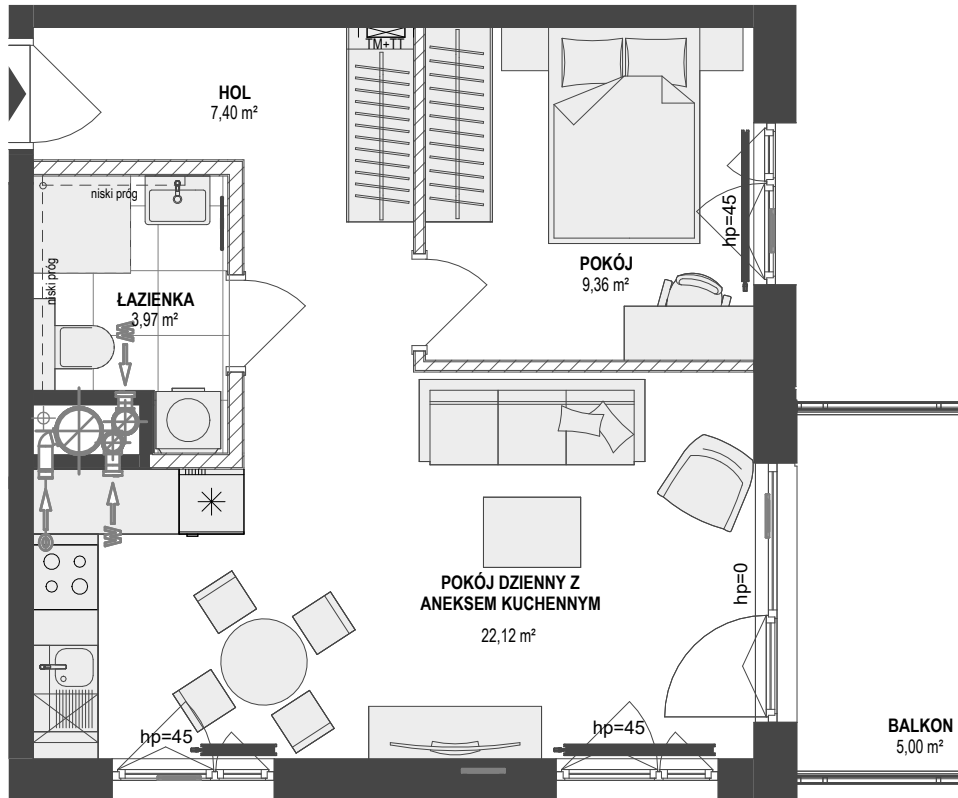 TM+TT
HOL
7,40 m²
niski próg
niski próg
hp=45
POKÓJ
9,36 m²
ŁAZIENKA
3,97 m²
W
W
G
POKÓJ DZIENNY Z
ANEKSEM KUCHENNYM
22,12 m²
hp=0
hp=45
hp=45
BALKON
5,00 m²